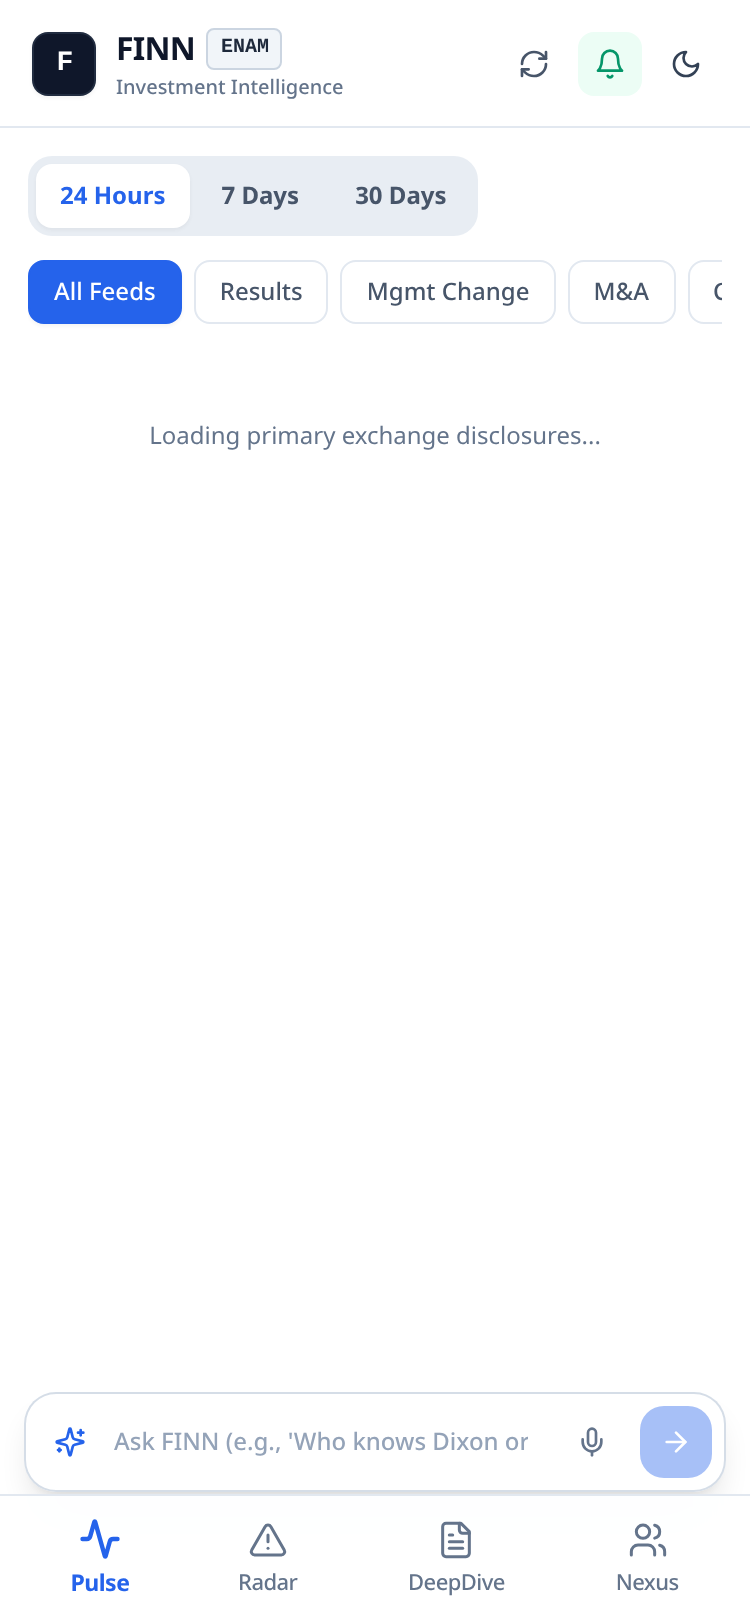 F
FINN ENAM
Investment Intelligence
24 Hours 7 Days 30 Days
All Feeds Results Mgmt Change M&A
Loading primary exchange disclosures...
Ask FINN (e.g., 'Who knows Dixon or
Pulse Radar DeepDive Nexus